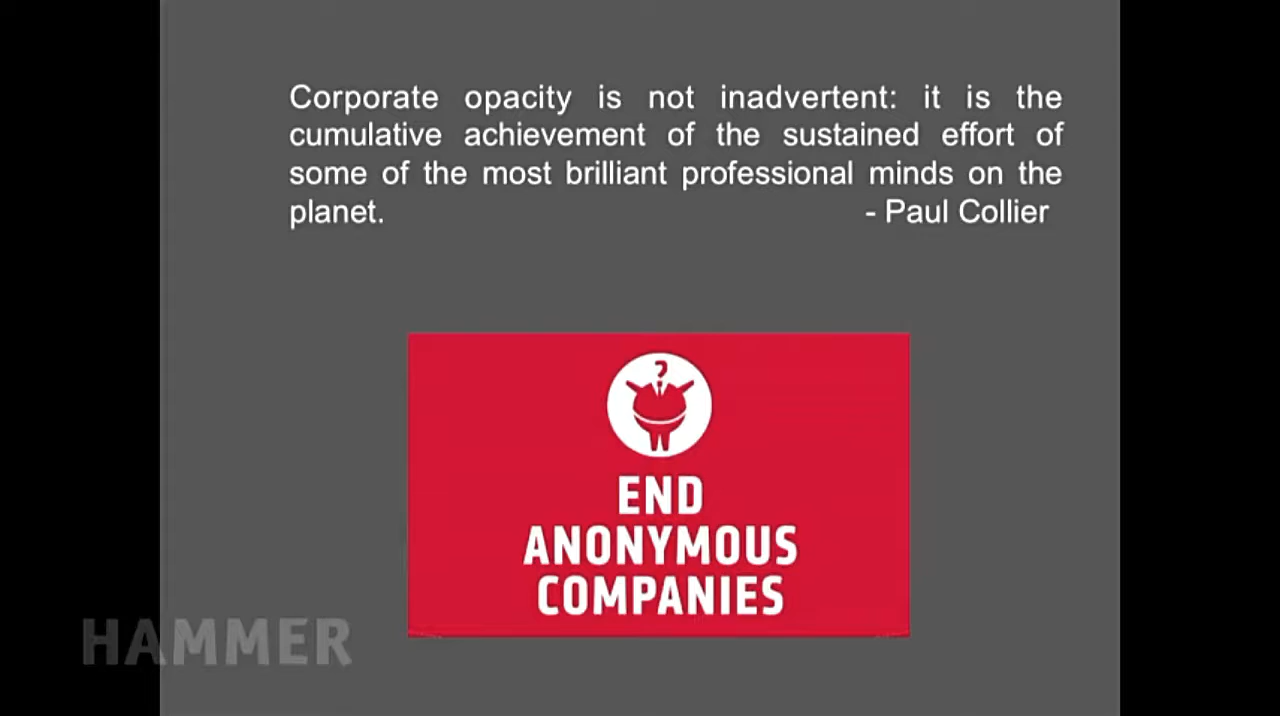 Corporate opacity is not inadvertent: it is the
cumulative achievement of the sustained effort of
some of the most brilliant professional minds on the
planet. - Paul Collier
?
END
ANONYMOUS
COMPANIES
HAMMER